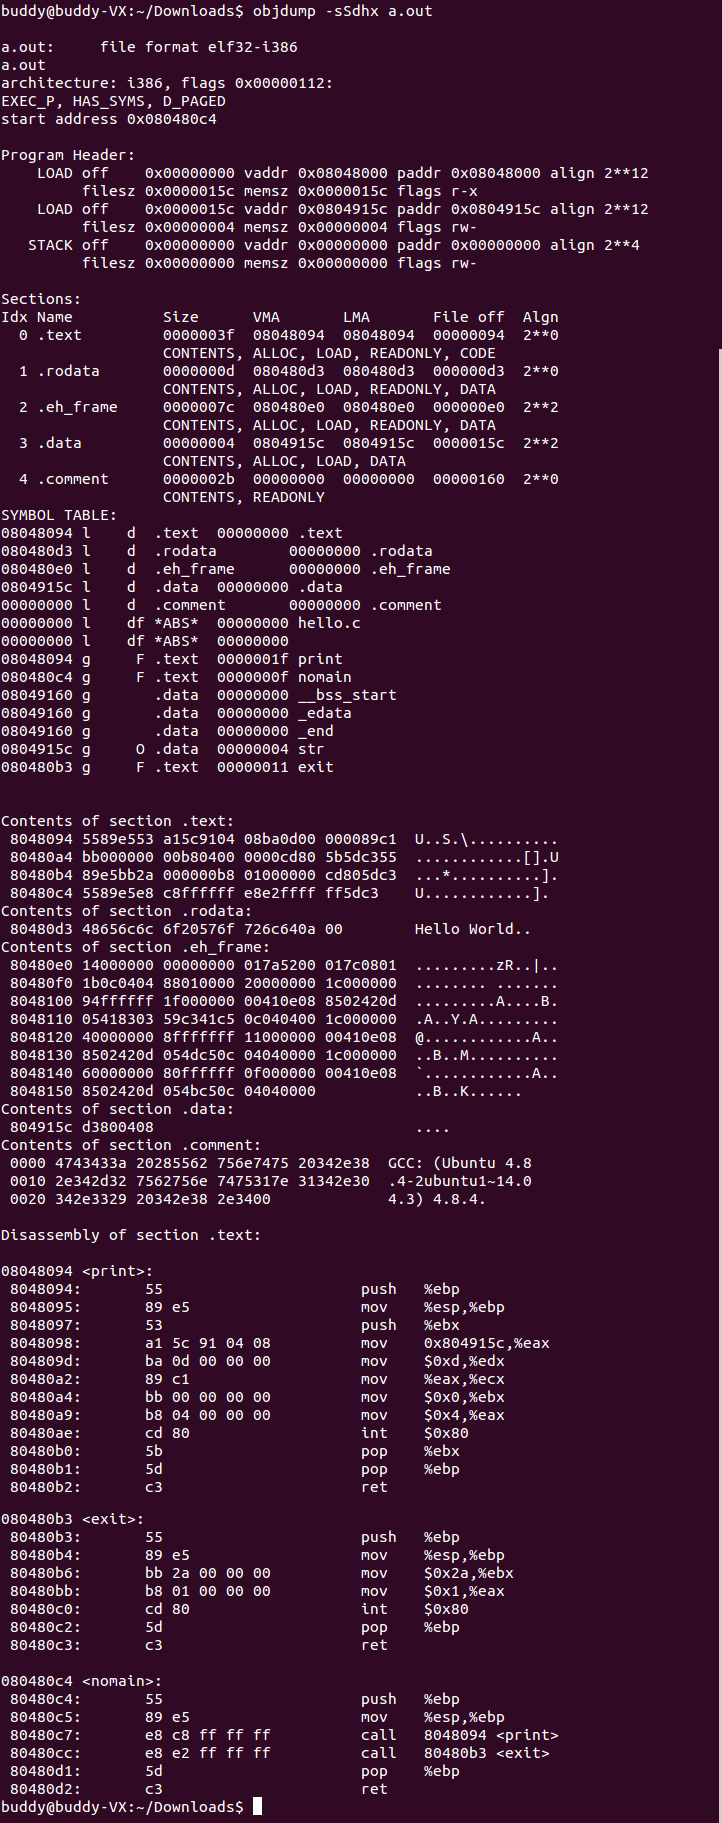 buddy@buddy-VX:~/Downloads$ objdump -sSdhx a.out

a.out:     file format elf32-i386
a.out
architecture: i386, flags 0x00000112:
EXEC_P, HAS_SYMS, D_PAGED
start address 0x080480c4

Program Header:
    LOAD off    0x00000000 vaddr 0x08048000 paddr 0x08048000 align 2**12
         filesz 0x0000015c memsz 0x0000015c flags r-x
    LOAD off    0x0000015c vaddr 0x0804915c paddr 0x0804915c align 2**12
         filesz 0x00000004 memsz 0x00000004 flags rw-
   STACK off    0x00000000 vaddr 0x00000000 paddr 0x00000000 align 2**4
         filesz 0x00000000 memsz 0x00000000 flags rw-

Sections:
Idx Name          Size      VMA       LMA       File off  Algn
  0 .text         0000003f  08048094  08048094  00000094  2**0
                  CONTENTS, ALLOC, LOAD, READONLY, CODE
  1 .rodata       0000000d  080480d3  080480d3  000000d3  2**0
                  CONTENTS, ALLOC, LOAD, READONLY, DATA
  2 .eh_frame     0000007c  080480e0  080480e0  000000e0  2**2
                  CONTENTS, ALLOC, LOAD, READONLY, DATA
  3 .data         00000004  0804915c  0804915c  0000015c  2**2
                  CONTENTS, ALLOC, LOAD, DATA
  4 .comment      0000002b  00000000  00000000  00000160  2**0
                  CONTENTS, READONLY
SYMBOL TABLE:
08048094 l    d  .text  00000000 .text
080480d3 l    d  .rodata        00000000 .rodata
080480e0 l    d  .eh_frame      00000000 .eh_frame
0804915c l    d  .data  00000000 .data
00000000 l    d  .comment       00000000 .comment
00000000 l    df *ABS*  00000000 hello.c
00000000 l    df *ABS*  00000000
08048094 g     F .text  0000001f print
080480c4 g     F .text  0000000f nomain
08049160 g       .data  00000000 __bss_start
08049160 g       .data  00000000 _edata
08049160 g       .data  00000000 _end
0804915c g     O .data  00000004 str
080480b3 g     F .text  00000011 exit


Contents of section .text:
 8048094 5589e553 a15c9104 08ba0d00 000089c1  U..S.\..........
 80480a4 bb000000 00b80400 0000cd80 5b5dc355  ............[].U
 80480b4 89e5bb2a 000000b8 01000000 cd805dc3  ...*..........].
 80480c4 5589e5e8 c8ffffff e8e2ffff ff5dc3    U............].
Contents of section .rodata:
 80480d3 48656c6c 6f20576f 726c640a 00        Hello World..
Contents of section .eh_frame:
 80480e0 14000000 00000000 017a5200 017c0801  .........zR..|..
 80480f0 1b0c0404 88010000 20000000 1c000000  ........ .......
 8048100 94ffffff 1f000000 00410e08 8502420d  .........A....B.
 8048110 05418303 59c341c5 0c040400 1c000000  .A..Y.A.........
 8048120 40000000 8fffffff 11000000 00410e08  @............A..
 8048130 8502420d 054dc50c 04040000 1c000000  ..B..M..........
 8048140 60000000 80ffffff 0f000000 00410e08  `............A..
 8048150 8502420d 054bc50c 04040000           ..B..K......
Contents of section .data:
 804915c d3800408                             ....
Contents of section .comment:
 0000 4743433a 20285562 756e7475 20342e38  GCC: (Ubuntu 4.8
 0010 2e342d32 7562756e 7475317e 31342e30  .4-2ubuntu1~14.0
 0020 342e3329 20342e38 2e3400             4.3) 4.8.4.

Disassembly of section .text:

08048094 <print>:
 8048094:       55                      push   %ebp
 8048095:       89 e5                   mov    %esp,%ebp
 8048097:       53                      push   %ebx
 8048098:       a1 5c 91 04 08          mov    0x804915c,%eax
 804809d:       ba 0d 00 00 00          mov    $0xd,%edx
 80480a2:       89 c1                   mov    %eax,%ecx
 80480a4:       bb 00 00 00 00          mov    $0x0,%ebx
 80480a9:       b8 04 00 00 00          mov    $0x4,%eax
 80480ae:       cd 80                   int    $0x80
 80480b0:       5b                      pop    %ebx
 80480b1:       5d                      pop    %ebp
 80480b2:       c3                      ret

080480b3 <exit>:
 80480b3:       55                      push   %ebp
 80480b4:       89 e5                   mov    %esp,%ebp
 80480b6:       bb 2a 00 00 00          mov    $0x2a,%ebx
 80480bb:       b8 01 00 00 00          mov    $0x1,%eax
 80480c0:       cd 80                   int    $0x80
 80480c2:       5d                      pop    %ebp
 80480c3:       c3                      ret

080480c4 <nomain>:
 80480c4:       55                      push   %ebp
 80480c5:       89 e5                   mov    %esp,%ebp
 80480c7:       e8 c8 ff ff ff          call   8048094 <print>
 80480cc:       e8 e2 ff ff ff          call   80480b3 <exit>
 80480d1:       5d                      pop    %ebp
 80480d2:       c3                      ret
buddy@buddy-VX:~/Downloads$